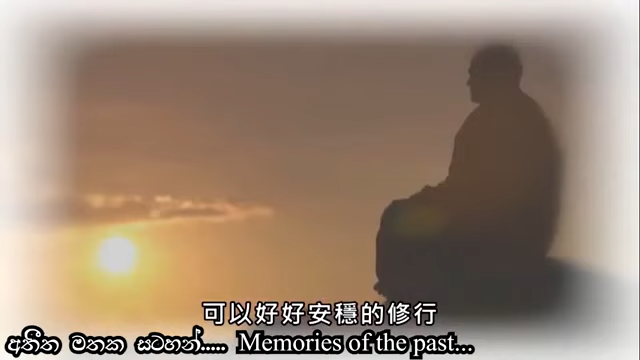 可以好好安穩的修行
අතීත මතක සටහන්..... Memories of the past...